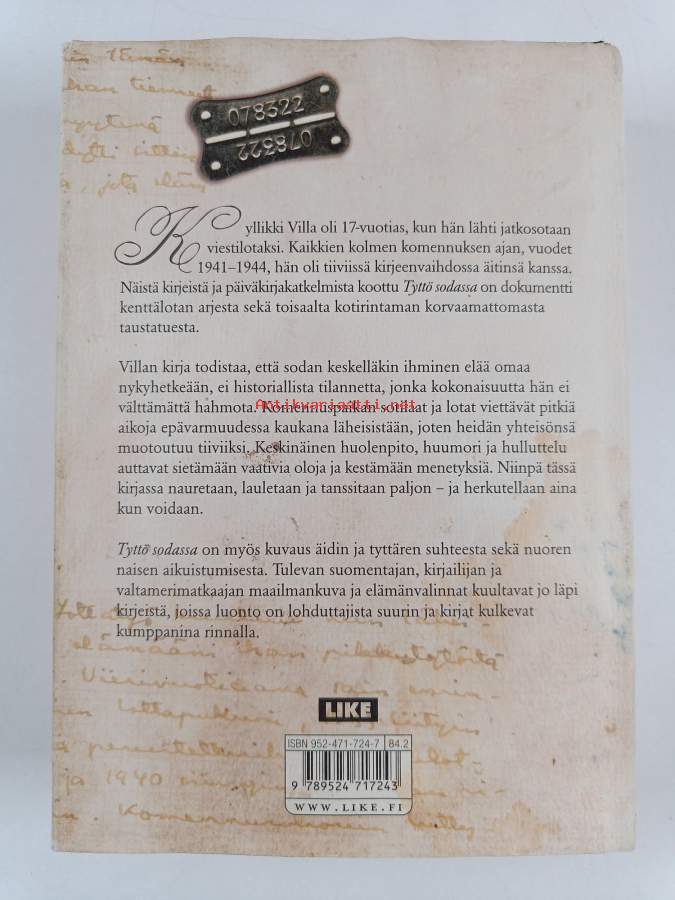 078322
078322
Kyllikki Villa oli 17-vuotias, kun hän lähti jatkosotaan
viestilotaksi. Kaikkien kolmen komennuksen ajan, vuodet
1941–1944, hän oli tiiviissä kirjeenvaihdossa äitinsä kanssa.
Näistä kirjeistä ja päiväkirjakatkelmista koottu Tyttö sodassa on dokumentti
kenttälotan arjesta sekä toisaalta kotirintaman korvaamattomasta
taustatuesta.
Villan kirja todistaa, että sodan keskelläkin ihminen elää omaa
nykyhetkeään, ei historiallista tilannetta, jonka kokonaisuutta hän ei
välttämättä hahmota. Komennuspaikan sotilaat ja lotat viettävät pitkiä
Antikvariaatti.net
aikoja epävarmuudessa kaukana läheisistään, joten heidän yhteisönsä
muotoutuu tiiviiksi. Keskinäinen huolenpito, huumori ja hulluttelu
auttavat sietämään vaativia oloja ja kestämään menetyksiä. Niinpä tässä
kirjassa nauretaan, lauletaan ja tanssitaan paljon – ja herkutellaan aina
kun voidaan.
Tyttö sodassa on myös kuvaus äidin ja tyttären suhteesta sekä nuoren
naisen aikuistumisesta. Tulevan suomentajan, kirjailijan ja
valtamerimatkaajan maailmankuva ja elämänvalinnat kuultavat jo läpi
kirjeistä, joissa luonto on lohduttajista suurin ja kirjat kulkevat
kumppanina rinnalla.
elämääni
ja 1940
LIKE
ISBN 952-471-724-7 84.2
9 789524 717243
WWW.LIKE.FI